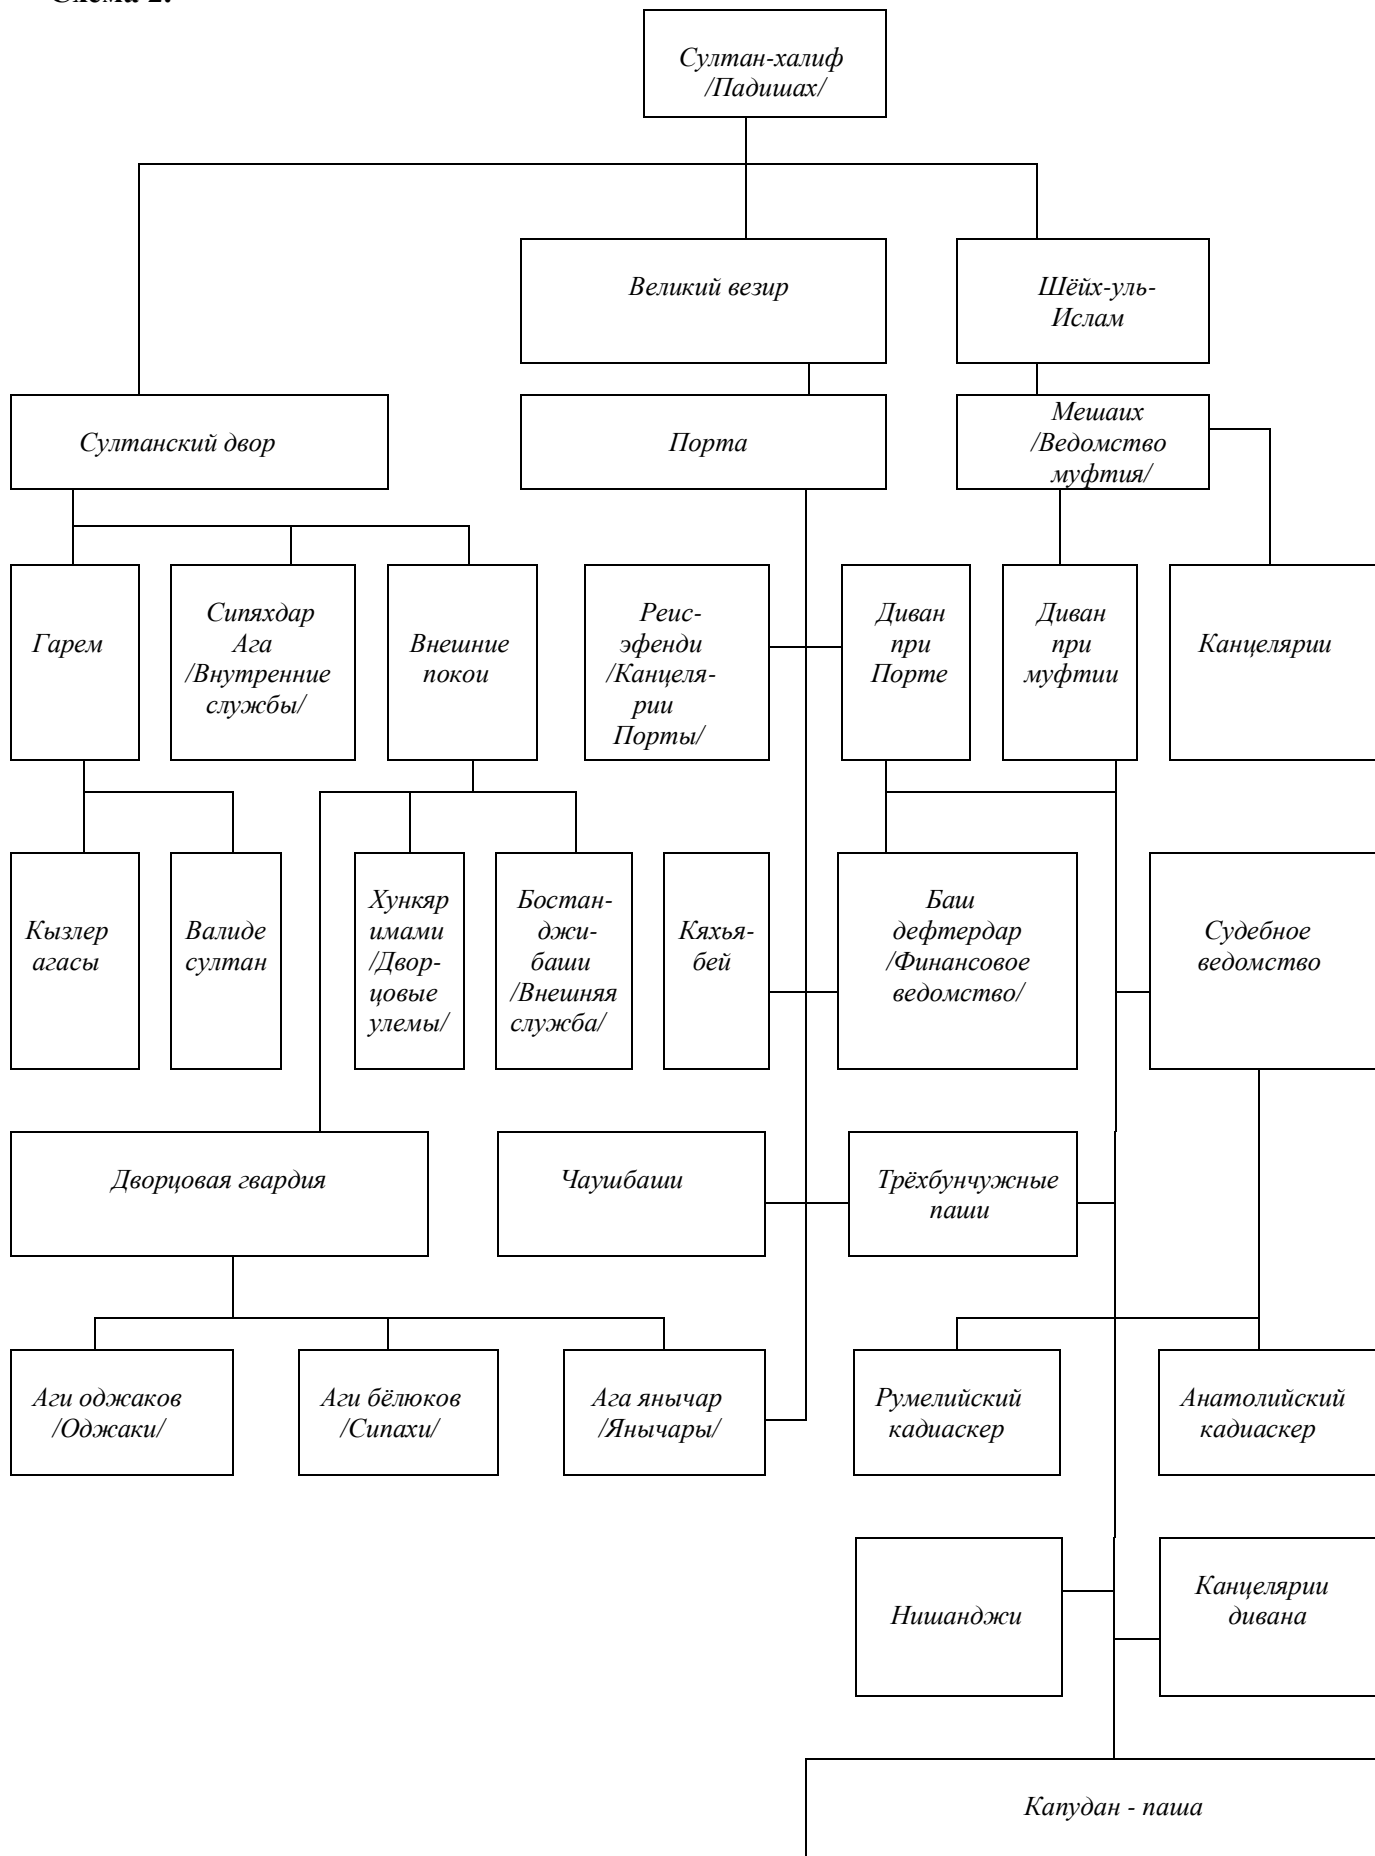 Схема 2.
Султан-халиф
/Падишах/
Великий везир
Шёйх-уль-
Ислам
Султанский двор
Порта
Мешаих
/Ведомство
муфтия/
Гарем
Сипяхдар
Ага
/Внутренние
службы/
Внешние
покои
Реис-
эфенди
/Канцеля-
рии
Порты/
Диван
при
Порте
Диван
при
муфтии
Канцелярии
Кызлер
агасы
Валиде
султан
Хункяр
имами
/Двор-
цовые
улемы/
Бостан-
джи-
баши
/Внешняя
служба/
Кяхья-
бей
Баш
дефтердар
/Финансовое
ведомство/
Судебное
ведомство
Дворцовая гвардия
Чаушбаши
Трёхбунчужные
паши
Аги оджаков
/Оджаки/
Аги бёлюков
/Сипахи/
Ага янычар
/Янычары/
Румелийский
кадиаскер
Анатолийский
кадиаскер
Нишанджи
Канцелярии
дивана
Капудан - паша